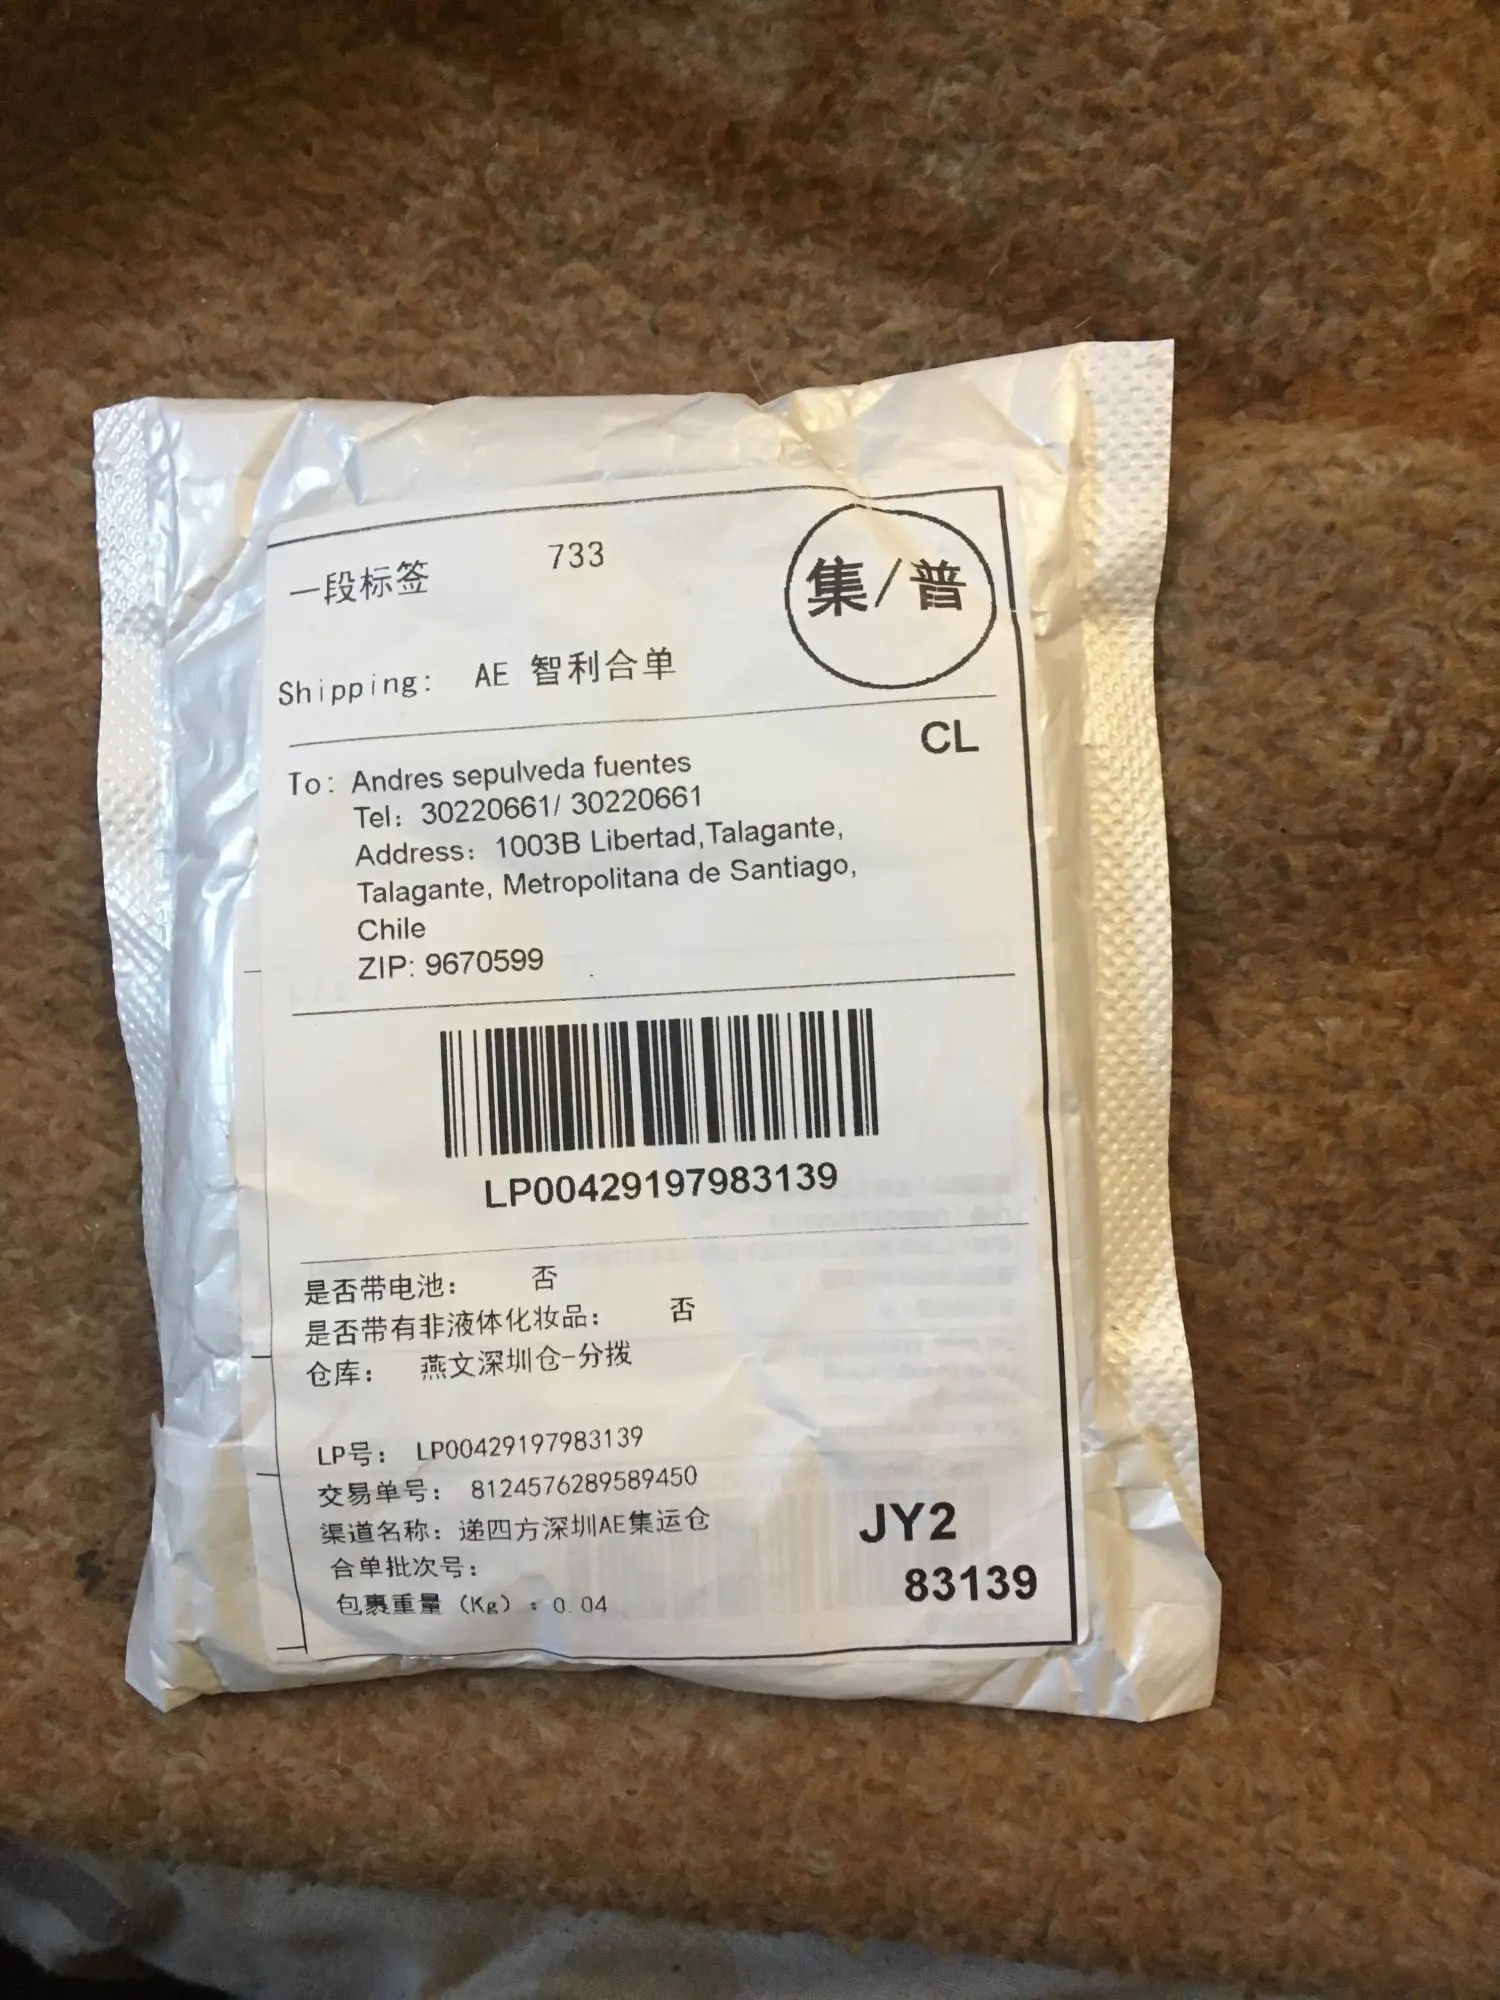 一段标签 733 集/普
Shipping: AE 智利合单
CL
To: Andres sepulveda fuentes
Tel: 30220661/ 30220661
Address: 1003B Libertad,Talagante,
Talagante, Metropolitana de Santiago,
Chile
ZIP: 9670599
LP00429197983139
是否带电池: 否
是否带有非液体化妆品: 否
仓库: 燕文深圳仓-分拨
LP号: LP00429197983139
交易单号: 8124576289589450
渠道名称: 递四方深圳AE集运仓
JY2
合单批次号:
83139
包裹重量 (Kg) : 0.04